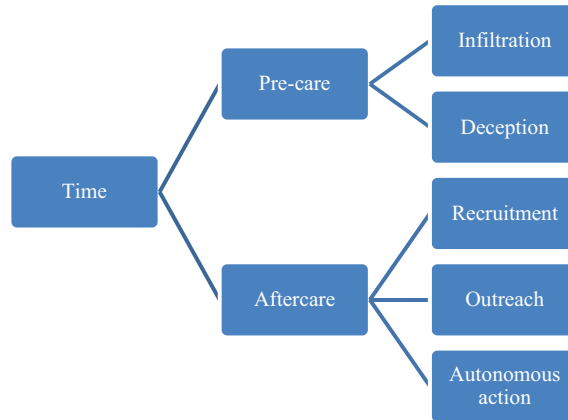 Time
Pre-care
Infiltration
Deception
Aftercare
Recruitment
Outreach
Autonomous
action